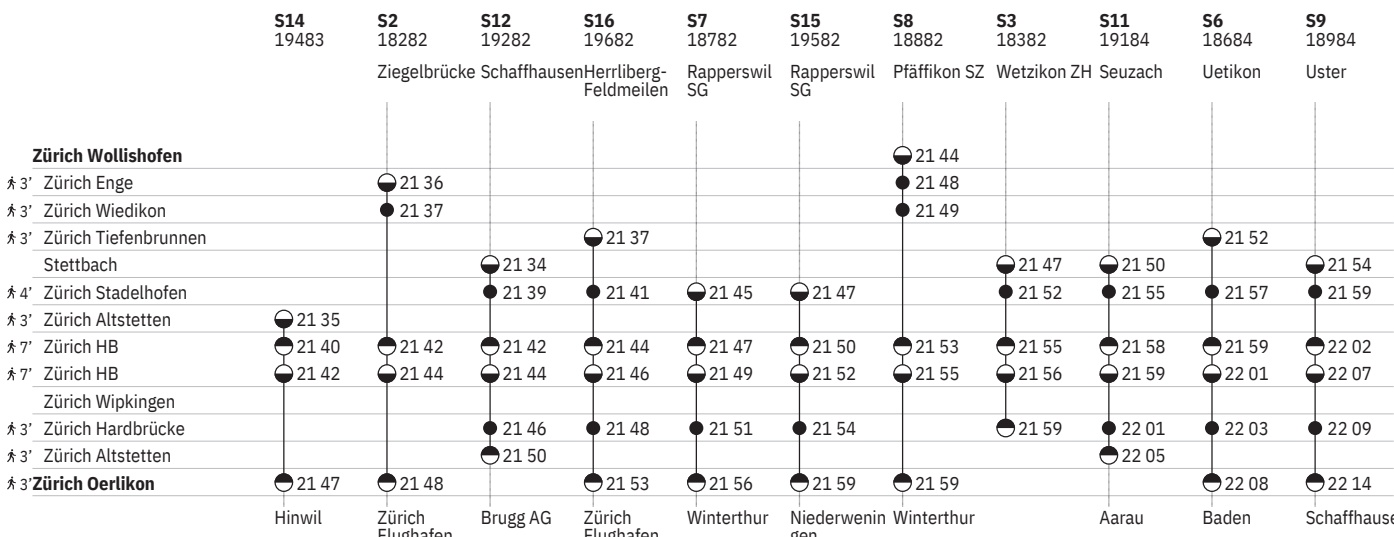 S14 S2 S12 S16 S7 S15 S8 S3 S11 S6 S9
19483 18282 19282 19682 18782 19582 18882 18382 19184 18684 18984
Ziegelbrücke Schaffhausen Herrliberg- Rapperswil Rapperswil Pfäffikon SZ Wetzikon ZH Seuzach Uetikon Uster
Feldmeilen SG SG
Zürich Wollishofen 21 44
3' Zürich Enge 21 36 21 48
3' Zürich Wiedikon 21 37 21 49
3' Zürich Tiefenbrunnen 21 37 21 52
Stettbach 21 34 21 47 21 50 21 54
4' Zürich Stadelhofen 21 39 21 41 21 45 21 47 21 52 21 55 21 57 21 59
3' Zürich Altstetten 21 35
7' Zürich HB 21 40 21 42 21 42 21 44 21 47 21 50 21 53 21 55 21 58 21 59 22 02
7' Zürich HB 21 42 21 44 21 44 21 46 21 49 21 52 21 55 21 56 21 59 22 01 22 07
Zürich Wipkingen
3' Zürich Hardbrücke 21 46 21 48 21 51 21 54 21 59 22 01 22 03 22 09
3' Zürich Altstetten 21 50 22 05
3' Zürich Oerlikon 21 47 21 48 21 53 21 56 21 59 21 59 22 08 22 14
Hinwil Zürich Brugg AG Zürich Winterthur Niederwenin Winterthur Aarau Baden Schaffhause
Flughafen Flughafen gen